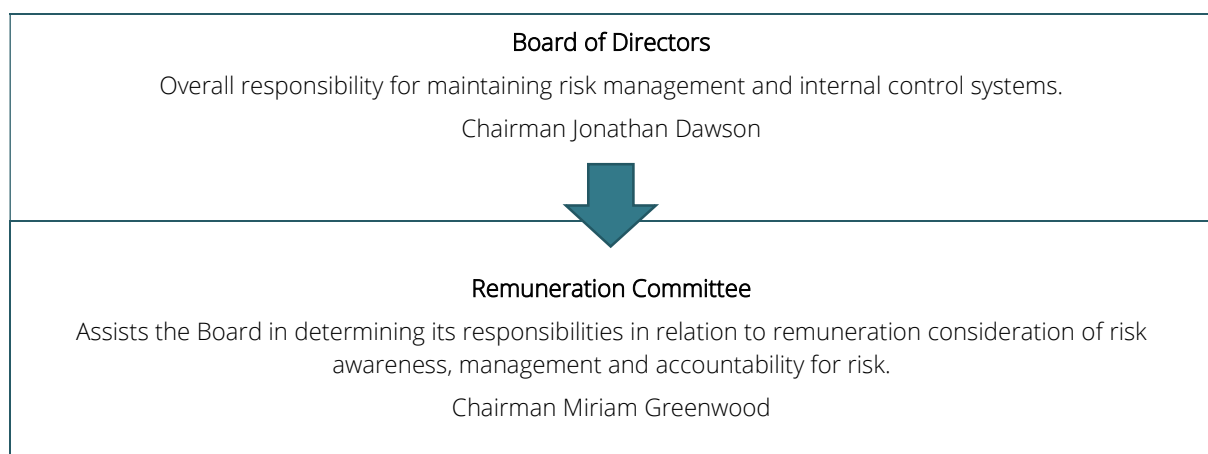 Board of Directors
Overall responsibility for maintaining risk management and internal control systems.
Chairman Jonathan Dawson
Remuneration Committee
Assists the Board in determining its responsibilities in relation to remuneration consideration of risk
awareness, management and accountability for risk.
Chairman Miriam Greenwood